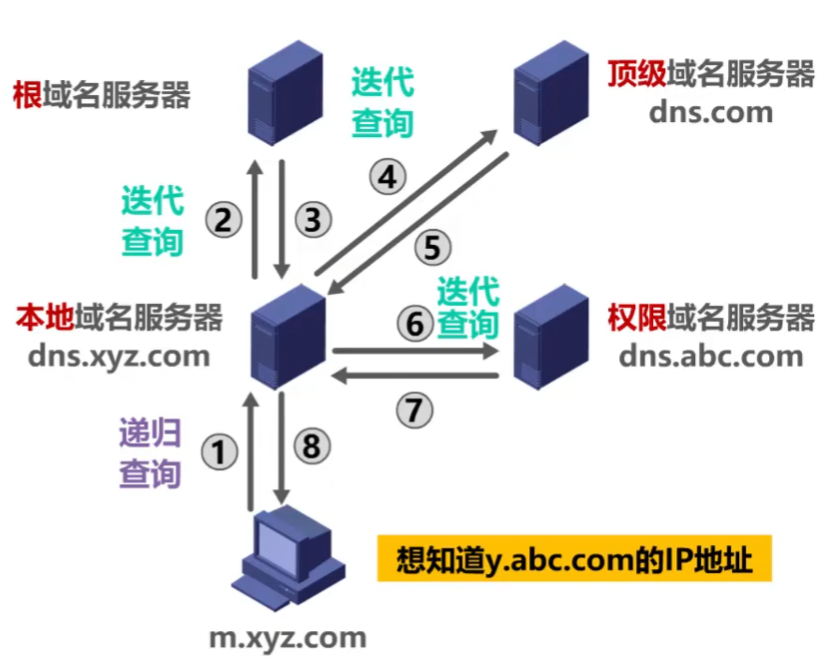 根域名服务器
迭代
查询
顶级域名服务器
dns.com
④
迭代
查询
②
③
⑤
本地域名服务器
dns.xyz.com
迭代
查询
⑥
权限域名服务器
dns.abc.com
⑦
递归
查询
①
⑧
想知道y.abc.com的IP地址
m.xyz.com